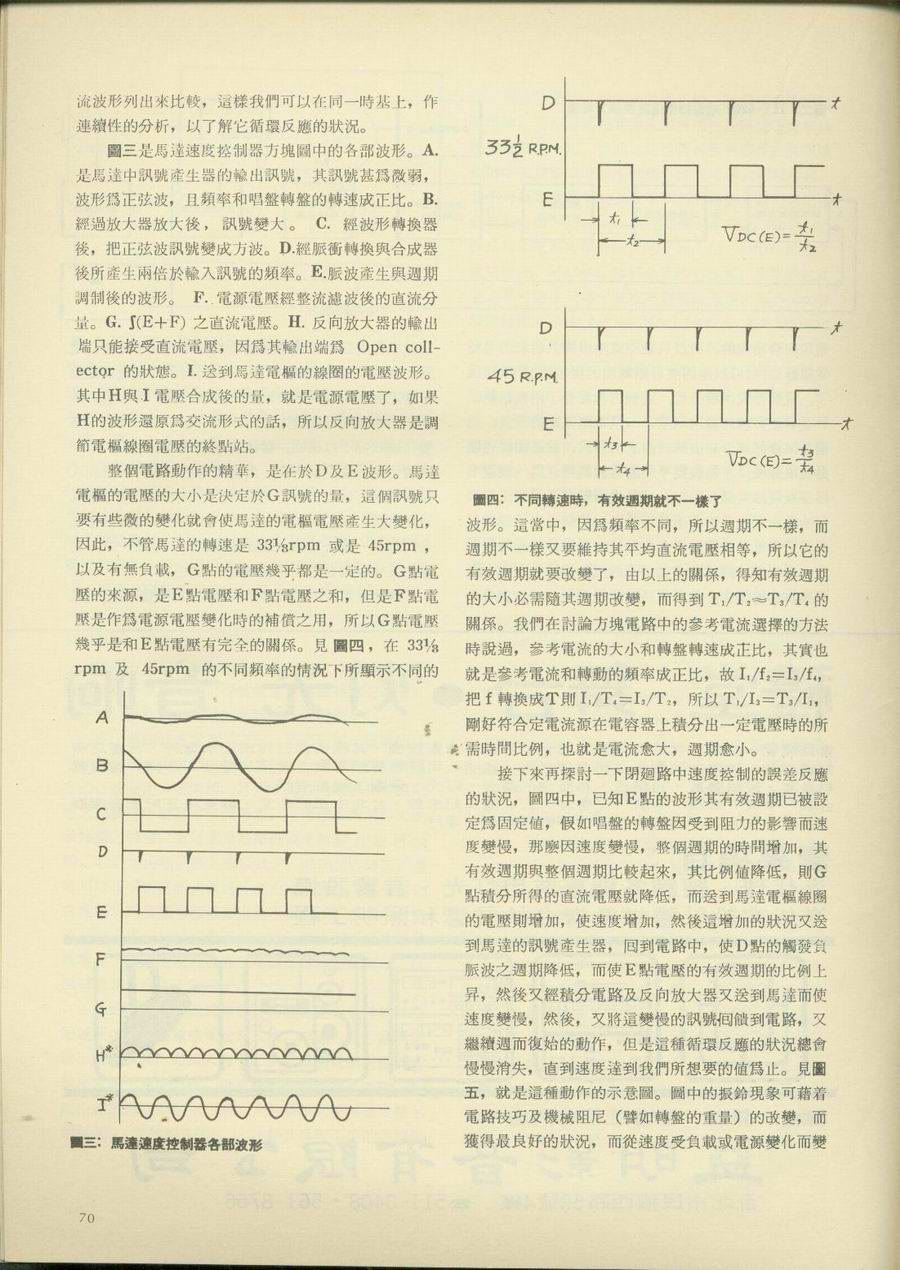 流波形列出來比較，這樣我們可以在同一時基上，作
連續性的分析，以了解它循環反應的狀況。
圖三是馬達速度控制器方塊圖中的各部波形。A.
是馬達中訊號產生器的輸出訊號，其訊號甚爲微弱，
波形爲正弦波，且頻率和唱盤轉盤的轉速成正比。B.
經過放大器放大後，訊號變大。 C. 經波形轉換器
後，把正弦波訊號變成方波。D.經脈衝轉換與合成器
後所產生兩倍於輸入訊號的頻率。E.脈波產生與週期
調制後的波形。 F. 電源電壓經整流濾波後的直流分
量。G. ∫(E+F) 之直流電壓。H. 反向放大器的輸出
端只能接受直流電壓，因爲其輸出端爲 Open coll-
ector 的狀態。I. 送到馬達電樞的線圈的電壓波形。
其中H與I電壓合成後的量，就是電源電壓了，如果
H的波形還原爲交流形式的話，所以反向放大器是調
節電樞線圈電壓的終點站。
整個電路動作的精華，是在於D及E波形。馬達
電樞的電壓的大小是決定於G訊號的量，這個訊號只
要有些微的變化就會使馬達的電樞電壓產生大變化，
因此，不管馬達的轉速是 33⅓rpm 或是 45rpm ，
以及有無負載，G點的電壓幾乎都是一定的。G點電
壓的來源，是E點電壓和F點電壓之和，但是F點電
壓是作爲電源電壓變化時的補償之用，所以G點電壓
幾乎是和E點電壓有完全的關係。見圖四，在 33⅓
rpm 及 45rpm 的不同頻率的情況下所顯示不同的
A
B
C
D
E
F
G
H*
I*
圖三：馬達速度控制器各部波形
70
D
t
33½ R.P.M.
E
t
t₁
t₂
VDC(E)= t₁/t₂
D
t
45 R.P.M.
E
t
t₃
t₄
VDC(E)= t₃/t₄
圖四：不同轉速時，有效週期就不一樣了
波形。這當中，因爲頻率不同，所以週期不一樣，而
週期不一樣又要維持其平均直流電壓相等，所以它的
有效週期就要改變了，由以上的關係，得知有效週期
的大小必需隨其週期改變，而得到 T₁/T₂≈T₃/T₄ 的
關係。我們在討論方塊電路中的參考電流選擇的方法
時說過，參考電流的大小和轉盤轉速成正比，其實也
就是參考電流和轉動的頻率成正比，故 I₁/f₂=I₃/f₄,
把 f 轉換成T則 I₁/T₄=I₃/T₂，所以 T₁/I₃=T₃/I₁，
剛好符合定電流源在電容器上積分出一定電壓時的所
需時間比例，也就是電流愈大，週期愈小。
接下來再探討一下閉廻路中速度控制的誤差反應
的狀況，圖四中，已知E點的波形其有效週期已被設
定爲固定値，假如唱盤的轉盤因受到阻力的影響而速
度變慢，那麼因速度變慢，整個週期的時間增加，其
有效週期與整個週期比較起來，其比例値降低，則G
點積分所得的直流電壓就降低，而送到馬達電樞線圈
的電壓則增加，使速度增加，然後這增加的狀況又送
到馬達的訊號產生器，囘到電路中，使D點的觸發負
脈波之週期降低，而使E點電壓的有效週期的比例上
昇，然後又經積分電路及反向放大器又送到馬達而使
速度變慢，然後，又將這變慢的訊號囘饋到電路，又
繼續週而復始的動作，但是這種循環反應的狀況總會
慢慢消失，直到速度達到我們所想要的値爲止。見圖
五，就是這種動作的示意圖。圖中的振鈴現象可藉着
電路技巧及機械阻尼（譬如轉盤的重量）的改變，而
獲得最良好的狀況，而從速度受負載或電源變化而變